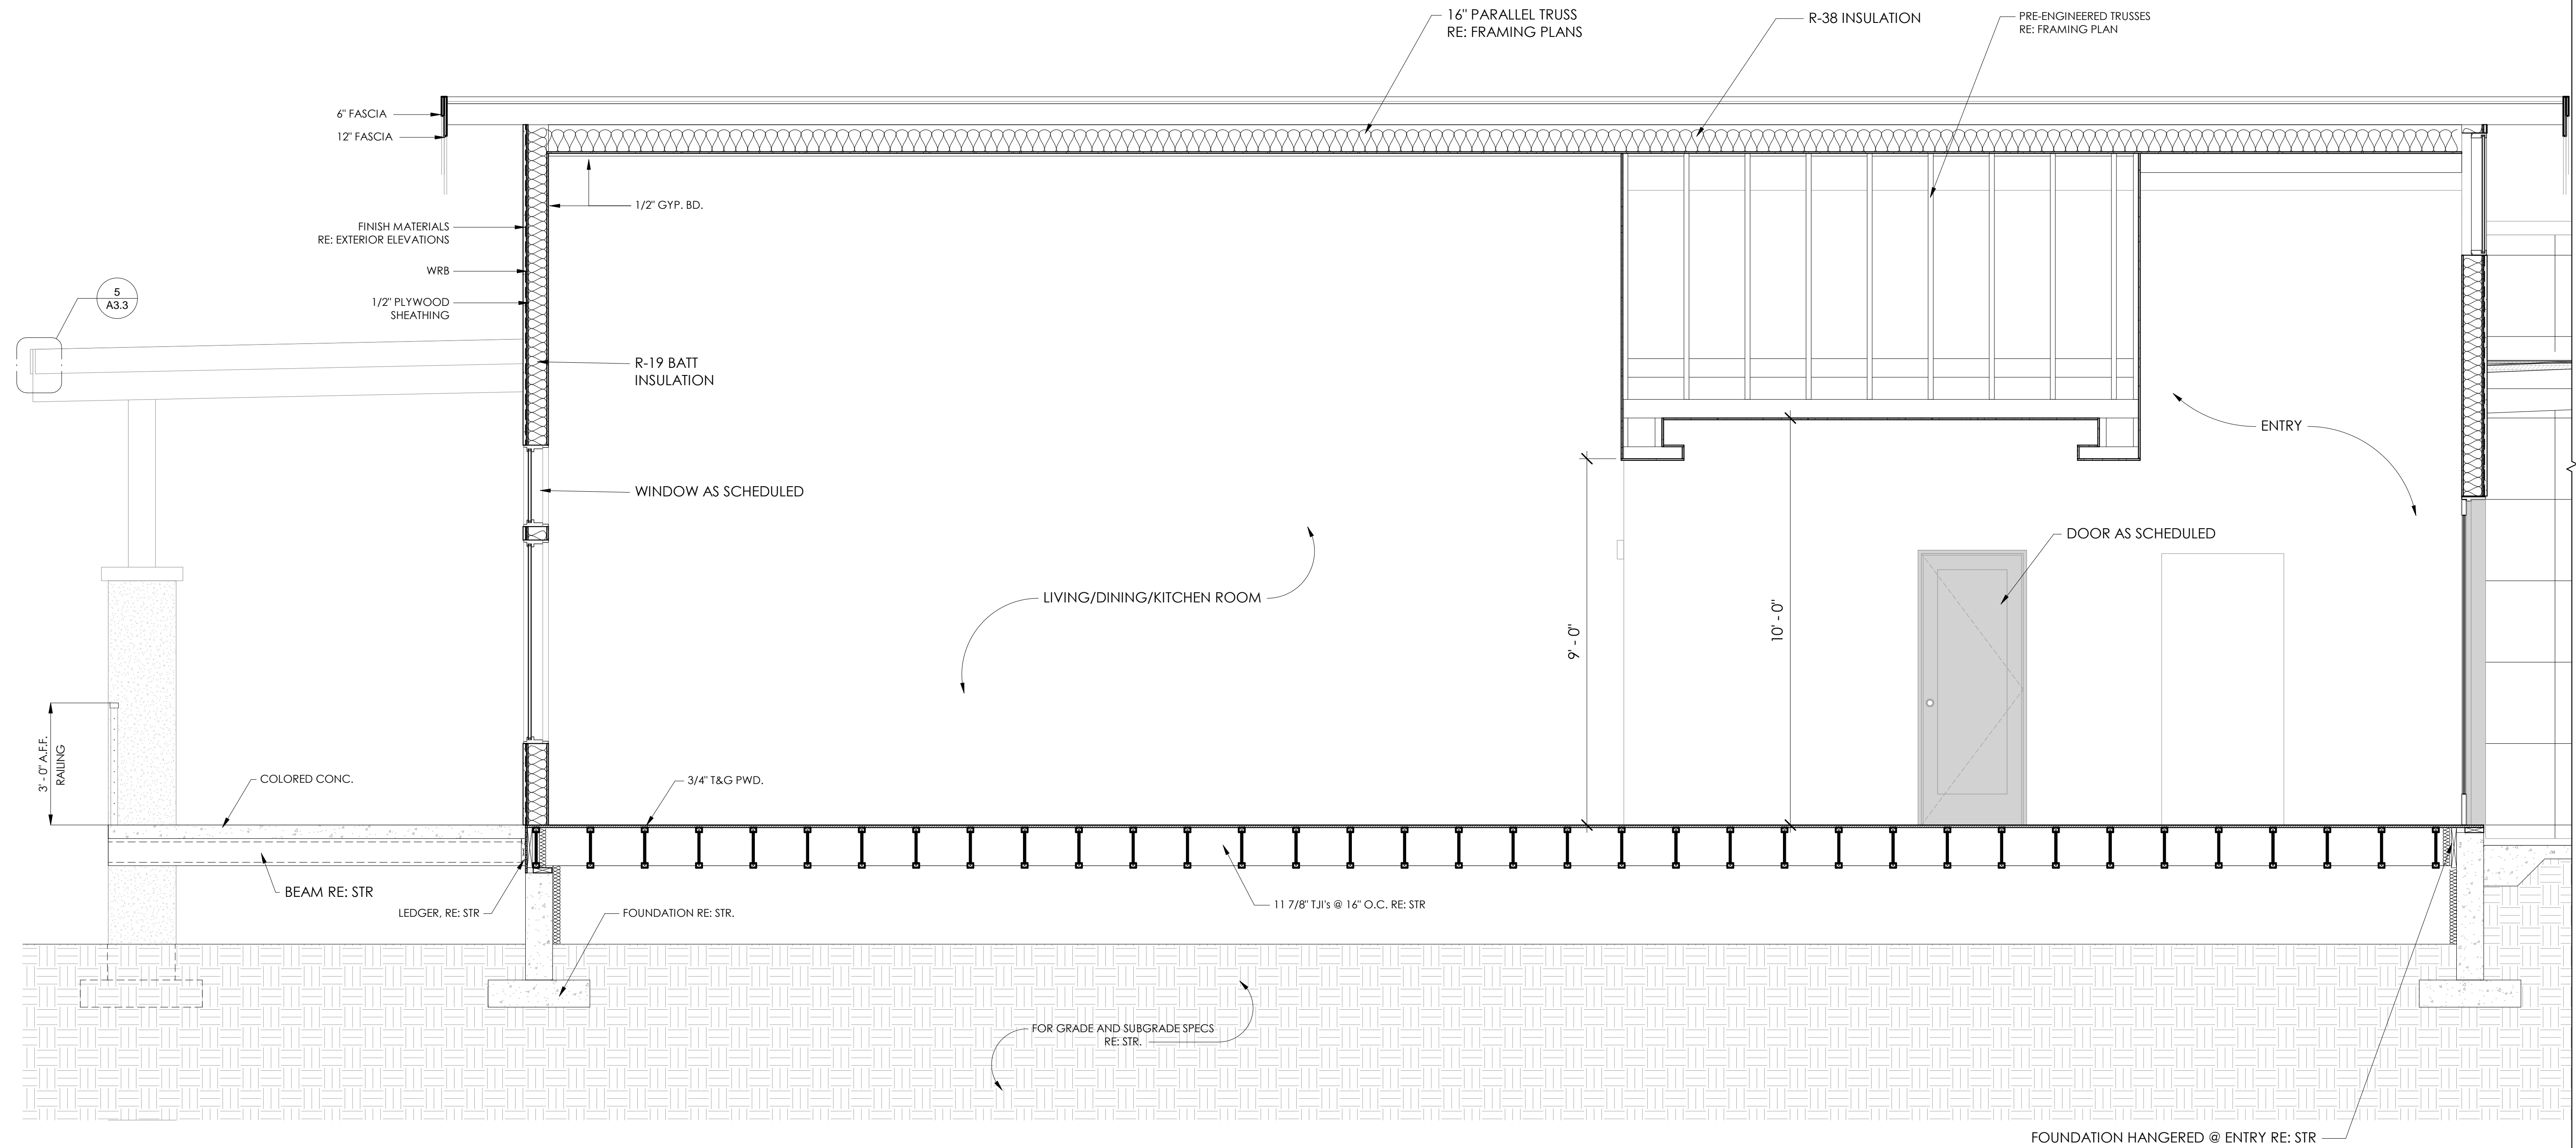 16" PARALLEL TRUSS
RE: FRAMING PLANS
R-38 INSULATION
PRE-ENGINEERED TRUSSES
RE: FRAMING PLAN
6" FASCIA
12" FASCIA
1/2" GYP. BD.
FINISH MATERIALS
RE: EXTERIOR ELEVATIONS
WRB
5
A3.3
1/2" PLYWOOD
SHEATHING
R-19 BATT
INSULATION
ENTRY
WINDOW AS SCHEDULED
DOOR AS SCHEDULED
LIVING/DINING/KITCHEN ROOM
9' - 0"
10' - 0"
3' - 0" A.F.F.
RAILING
COLORED CONC.
3/4" T&G PWD.
BEAM RE: STR
LEDGER, RE: STR
FOUNDATION RE: STR.
11 7/8" TJI's @ 16" O.C. RE: STR
FOR GRADE AND SUBGRADE SPECS
RE: STR.
FOUNDATION HANGERED @ ENTRY RE: STR